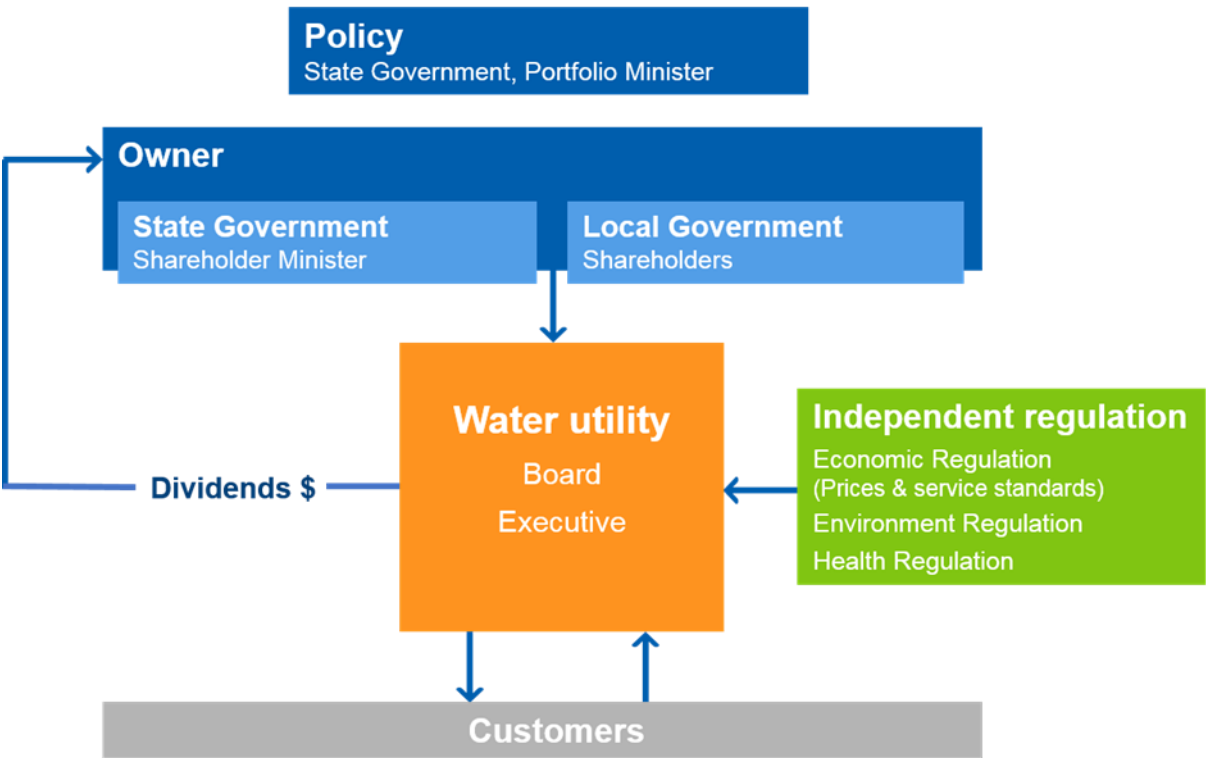 Policy
State Government, Portfolio Minister
Owner
State Government
Shareholder Minister
Local Government
Shareholders
Water utility
Board
Executive
Independent regulation
Economic Regulation
(Prices & service standards)
Environment Regulation
Health Regulation
Dividends $
Customers